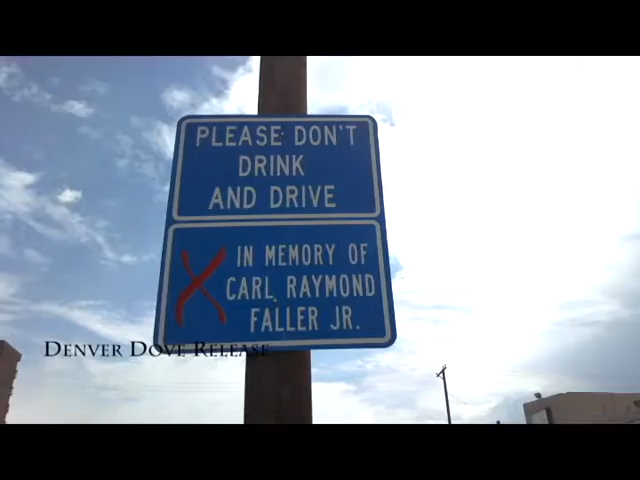 PLEASE DON'T
DRINK
AND DRIVE
IN MEMORY OF
CARL RAYMOND
FALLER JR.
DENVER DOVE RELEASE